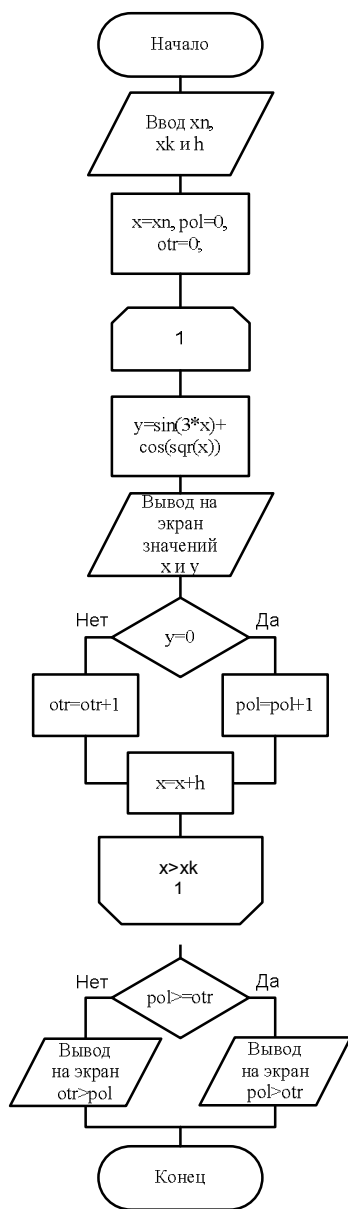 Начало
Ввод xn,
xk и h
x=xn, pol=0,
otr=0;
1
y=sin(3*x)+
cos(sqr(x))
Вывод на
экран
значений
x и y
Нет
Да
y=0
otr=otr+1
pol=pol+1
x=x+h
x>xk
1
Нет
Да
pol>=otr
Вывод
на экран
otr>pol
Вывод
на экран
pol>otr
Конец